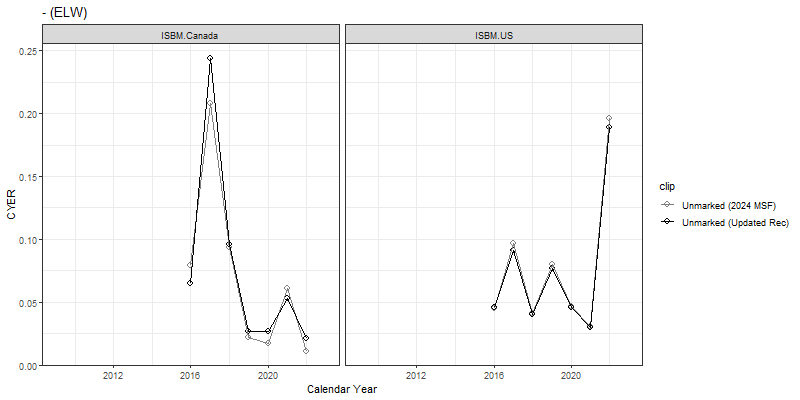 - (ELW)
ISBM.Canada
ISBM.US
0.25
0.20
0.15
0.10
0.05
0.00
CYER
2012 2016 2020
2012 2016 2020
Calendar Year
clip
Unmarked (2024 MSF)
Unmarked (Updated Rec)